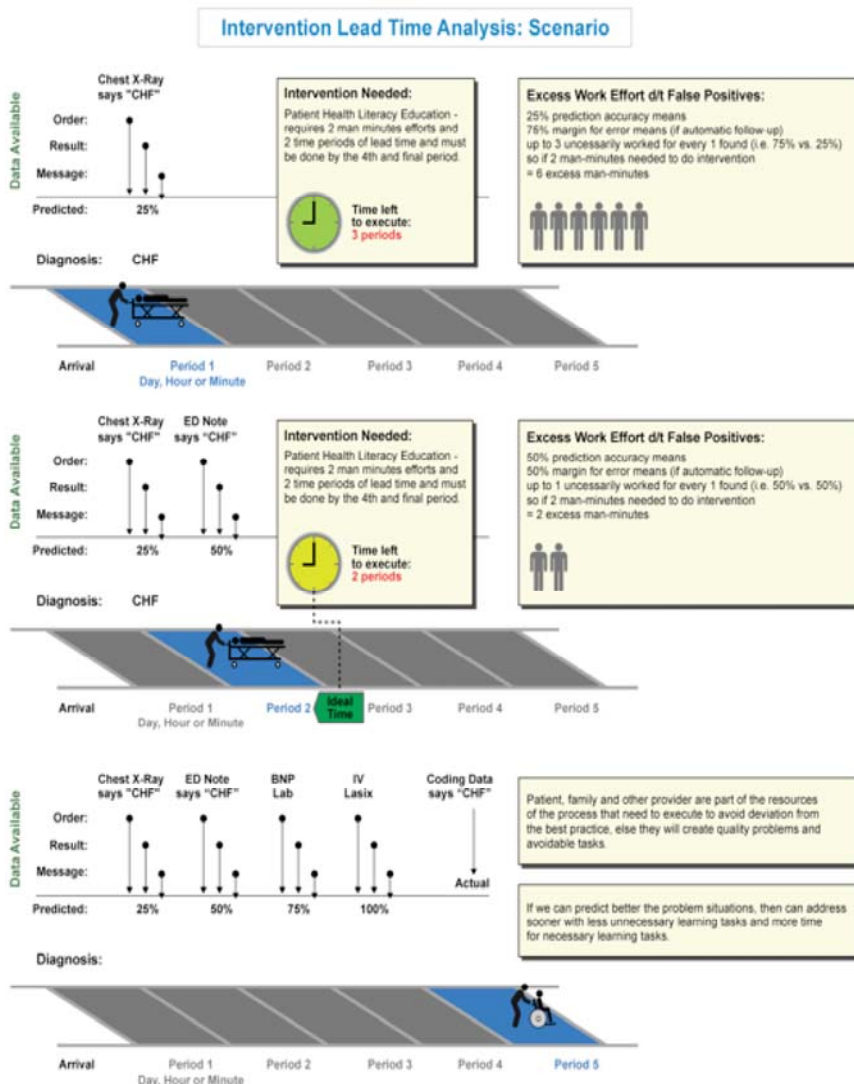 Intervention Lead Time Analysis: Scenario
Data Available
Chest X-Ray
says "CHF"
Order:
Result:
Message:
Predicted:
25%
Diagnosis:
CHF
Intervention Needed:
Patient Health Literacy Education -
requires 2 man minutes efforts and
2 time periods of lead time and must
be done by the 4th and final period.
Time left
to execute:
3 periods
Excess Work Effort d/t False Positives:
25% prediction accuracy means
75% margin for error means (if automatic follow-up)
up to 3 uncessarily worked for every 1 found (i.e. 75% vs. 25%)
so if 2 man-minutes needed to do intervention
= 6 excess man-minutes
Arrival
Period 1
Day, Hour or Minute
Period 2
Period 3
Period 4
Period 5
Data Available
Chest X-Ray
says "CHF"
ED Note
says “CHF”
Order:
Result:
Message:
Predicted:
25%
50%
Diagnosis:
CHF
Intervention Needed:
Patient Health Literacy Education -
requires 2 man minutes efforts and
2 time periods of lead time and must
be done by the 4th and final period.
Time left
to execute:
2 periods
Excess Work Effort d/t False Positives:
50% prediction accuracy means
50% margin for error means (if automatic follow-up)
up to 1 uncessarily worked for every 1 found (i.e. 50% vs. 50%)
so if 2 man-minutes needed to do intervention
= 2 excess man-minutes
Arrival
Period 1
Day, Hour or Minute
Period 2
Ideal
Time
Period 3
Period 4
Period 5
Data Available
Chest X-Ray
says "CHF"
ED Note
says “CHF”
BNP
Lab
IV
Lasix
Coding Data
says “CHF”
Order:
Result:
Message:
Actual
Predicted:
25%
50%
75%
100%
Diagnosis:
Patient, family and other provider are part of the resources
of the process that need to execute to avoid deviation from
the best practice, else they will create quality problems and
avoidable tasks.
If we can predict better the problem situations, then can address
sooner with less unnecessary learning tasks and more time
for necessary learning tasks.
Arrival
Period 1
Day, Hour or Minute
Period 2
Period 3
Period 4
Period 5